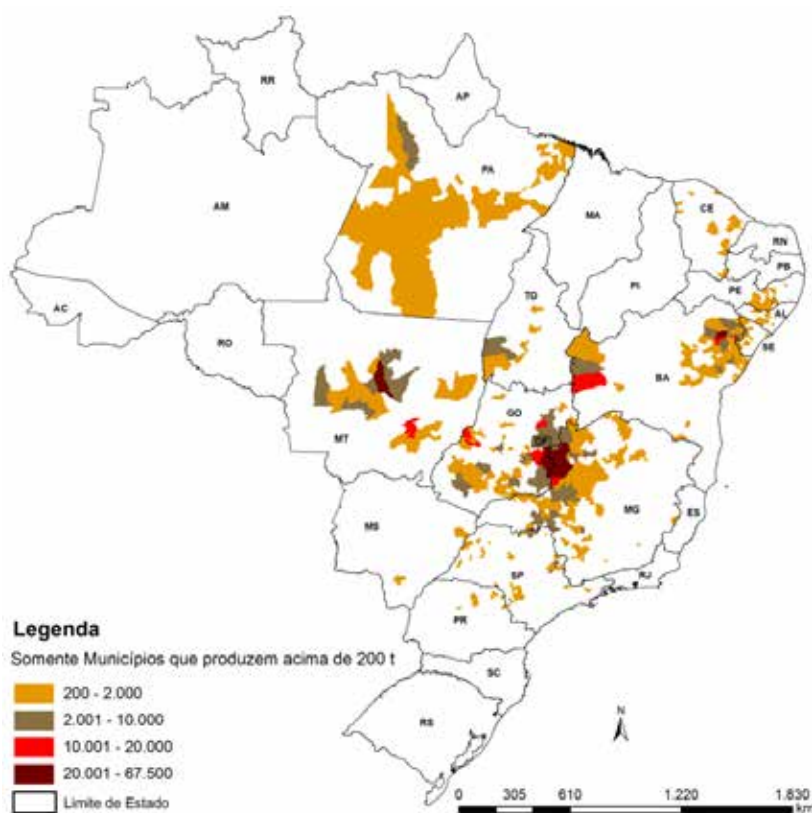 RR
AP
AM
PA
MA
CE
RN
PB
PE
PI
AL
SE
AC
RO
TO
BA
MT
GO
DF
MG
ES
MS
SP
RJ
PR
SC
RS
Legenda
Somente Municípios que produzem acima de 200 t
200 - 2.000
2.001 - 10.000
10.001 - 20.000
20.001 - 67.500
Limite de Estado
N
0 305 610 1.220 1.830
km